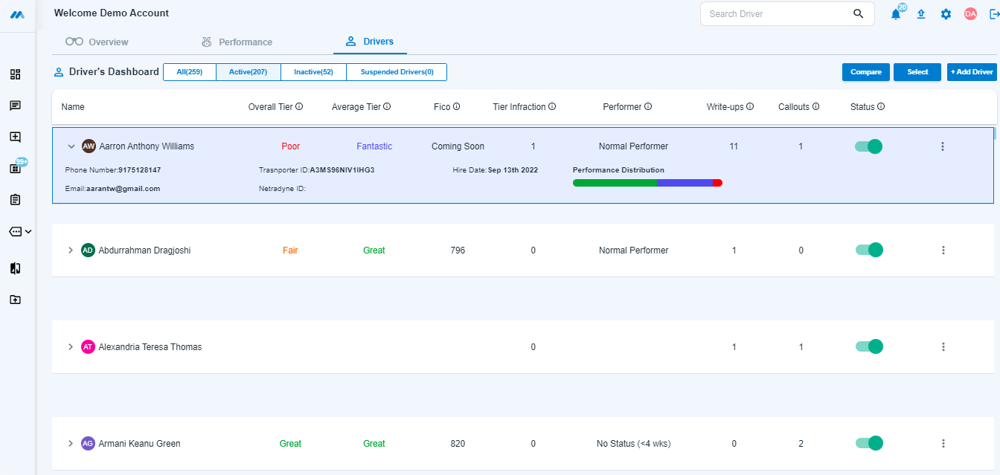 Welcome Demo Account
Search Driver
20
DA
Overview
Performance
Drivers
Driver's Dashboard
All(259)
Active(207)
Inactive(52)
Suspended Drivers(0)
Compare
Select
+ Add Driver
Name
Overall Tier
Average Tier
Fico
Tier Infraction
Performer
Write-ups
Callouts
Status
AW Aarron Anthony Williams
Poor
Fantastic
Coming Soon
1
Normal Performer
11
1
99+
Phone Number:9175128147
Trasnporter ID:A3MS96NIV1IHG3
Hire Date:Sep 13th 2022
Performance Distribution
Email:aarantw@gmail.com
Netradyne ID:
AD Abdurrahman Dragjoshi
Fair
Great
796
0
Normal Performer
1
0
AT Alexandria Teresa Thomas
0
1
1
AG Armani Keanu Green
Great
Great
820
0
No Status (<4 wks)
0
2